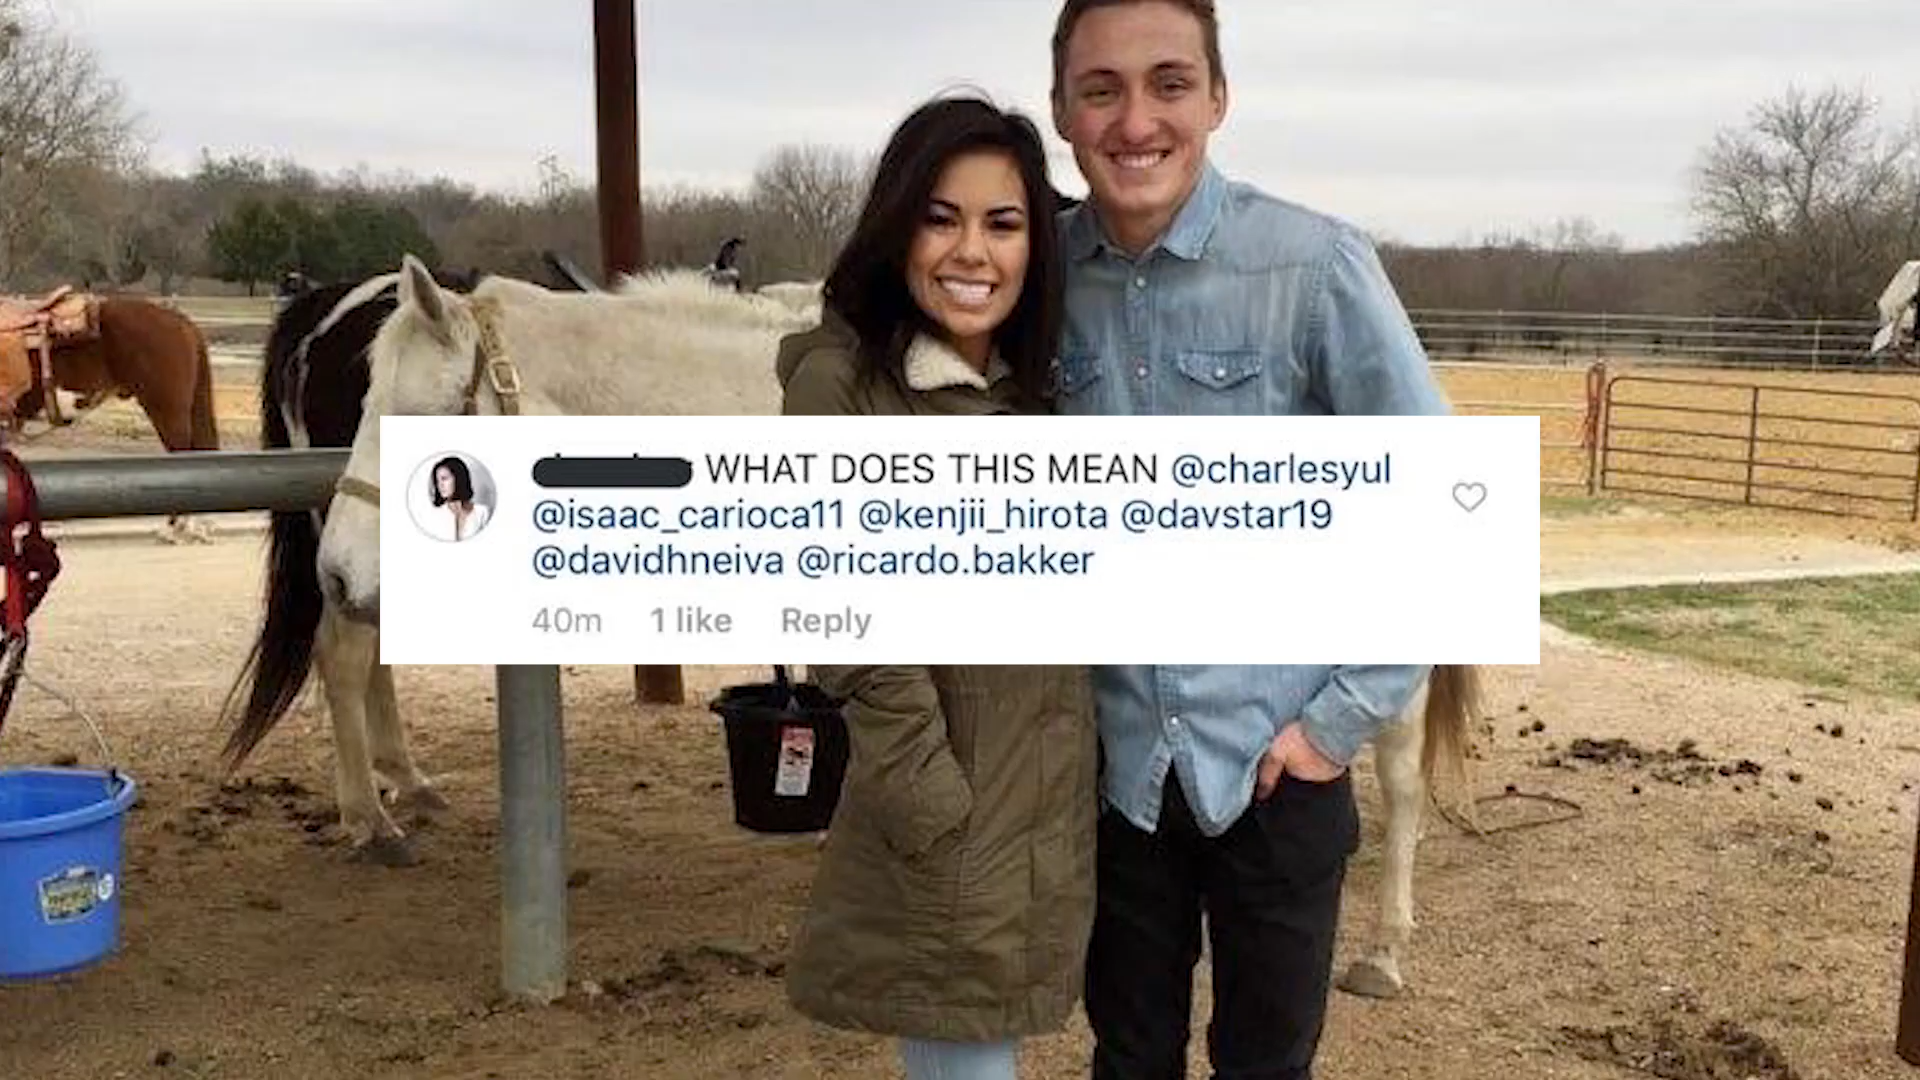 WHAT DOES THIS MEAN @charlesyul
@isaac_carioca11 @kenjii_hirota @davstar19
@davidhneiva @ricardo.bakker
40m 1 like Reply